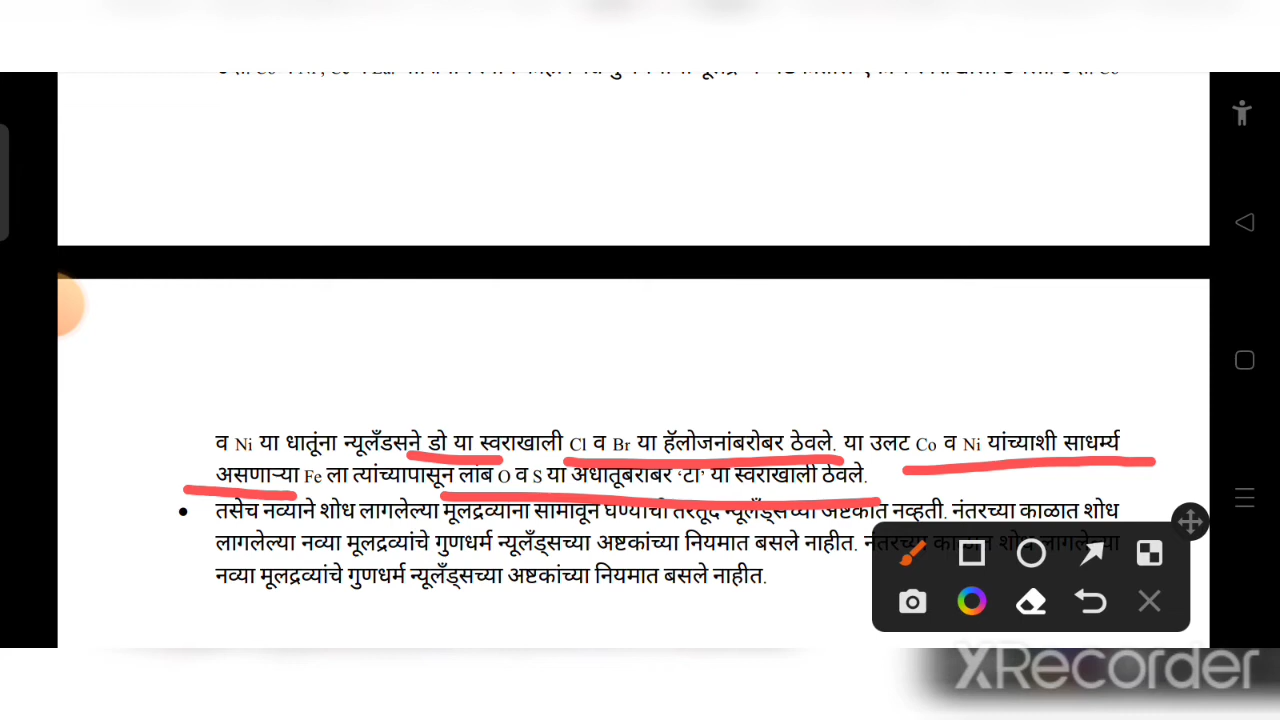 व Ni या धातूंना न्यूलँडसने डो या स्वराखाली Cl व Br या हॅलोजनांबरोबर ठेवले. या उलट Co व Ni यांच्याशी साधर्म्य
असणाऱ्या Fe ला त्यांच्यापासून लांब O व S या अधातूबरोबर ‘टी’ या स्वराखाली ठेवले.
• तसेच नव्याने शोध लागलेल्या मूलद्रव्यांना सामावून घेण्याची तरतूद न्यूलँड्सच्या अष्टकात नव्हती. नंतरच्या काळात शोध
लागलेल्या नव्या मूलद्रव्यांचे गुणधर्म न्यूलँड्सच्या अष्टकांच्या नियमात बसले नाहीत. नंतरच्या काळात शोध लागलेल्या
नव्या मूलद्रव्यांचे गुणधर्म न्यूलँड्सच्या अष्टकांच्या नियमात बसले नाहीत.
XRecorder